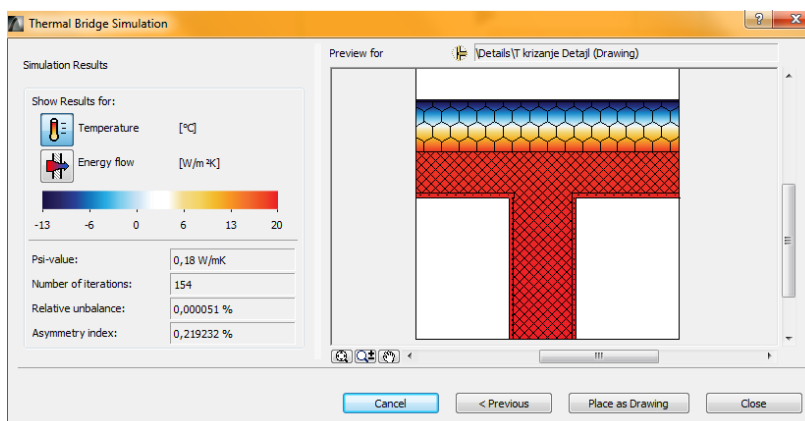 Thermal Bridge Simulation
Simulation Results
Show Results for:
Temperature [°C]
Energy flow [W/m²K]
-13 -6 0 6 13 20
Psi-value: 0,18 W/mK
Number of iterations: 154
Relative unbalance: 0,000051 %
Asymmetry index: 0,219232 %
Preview for \Details\T krizanje Detajl (Drawing)
Cancel < Previous Place as Drawing Close